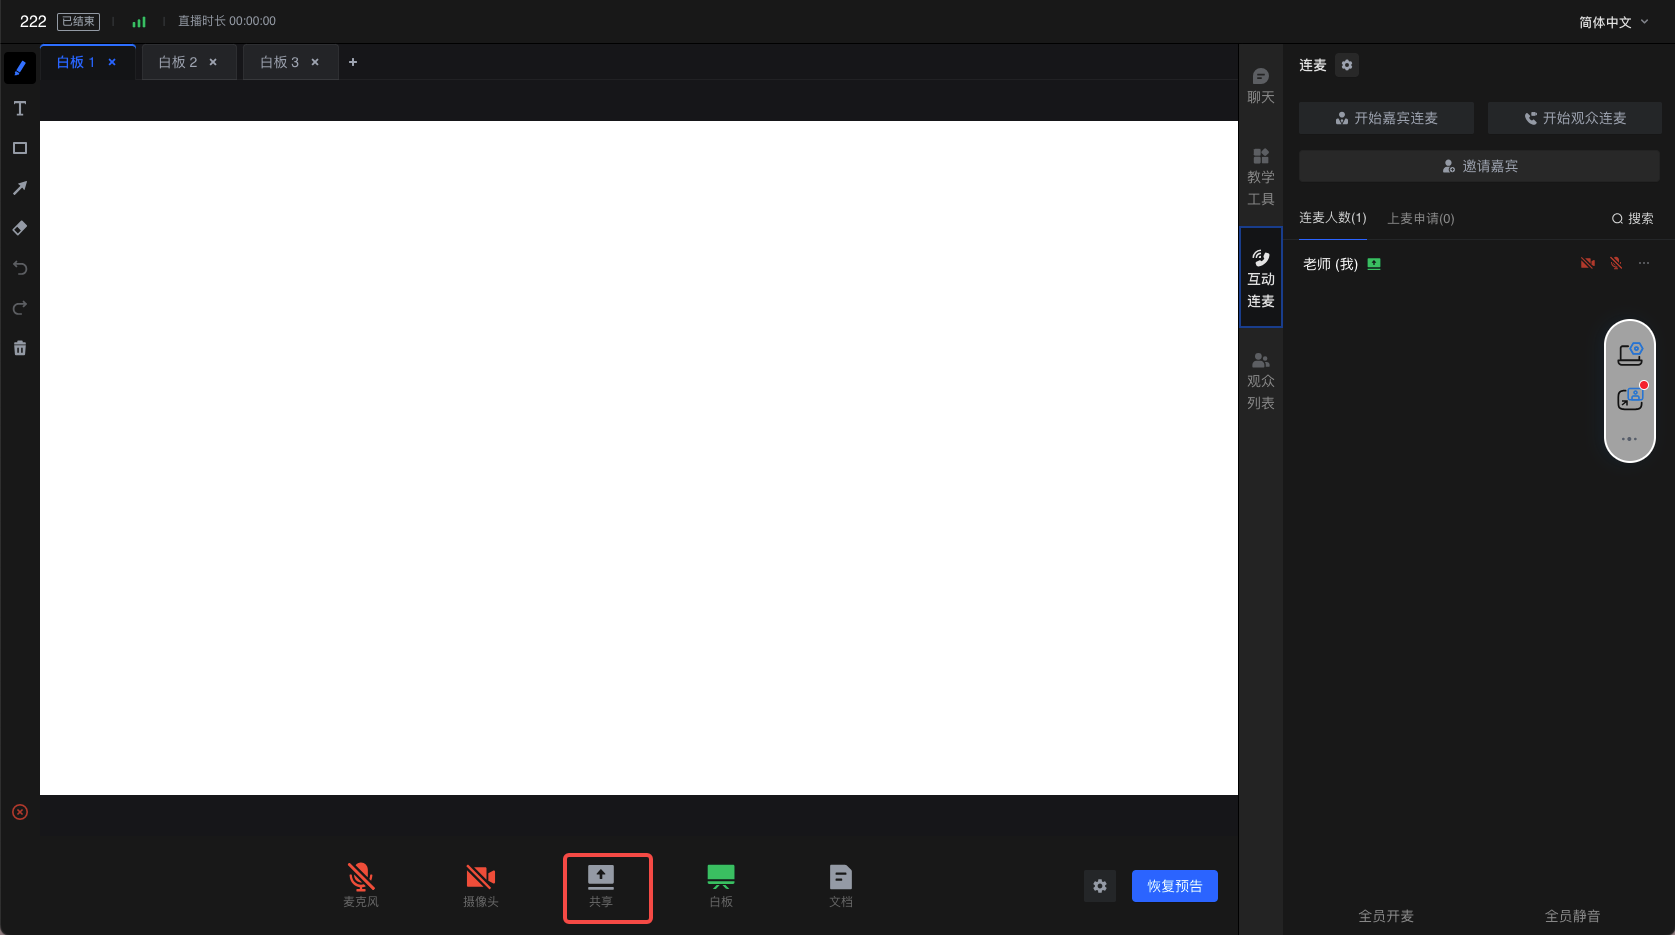 222 已结束 直播时长 00:00:00 简体中文
白板 1 白板 2 白板 3
聊天
教学
工具
互动
连麦
观众
列表
连麦
开始嘉宾连麦 开始观众连麦
邀请嘉宾
连麦人数(1) 上麦申请(0) 搜索
老师 (我)
麦克风 摄像头 共享 白板 文档
恢复预告
全员开麦 全员静音